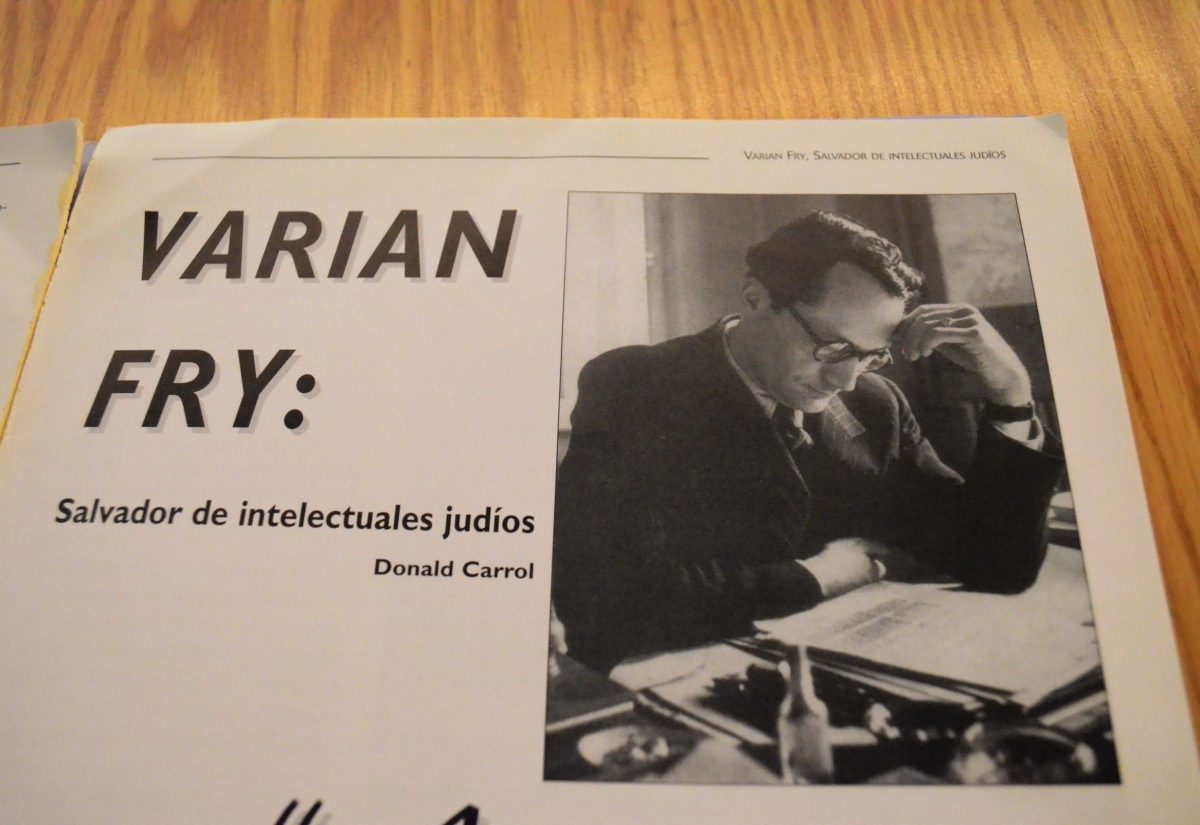 VARIAN FRY, SALVADOR DE INTELECTUALES JUDÍOS
VARIAN
FRY:
Salvador de intelectuales judíos
Donald Carrol